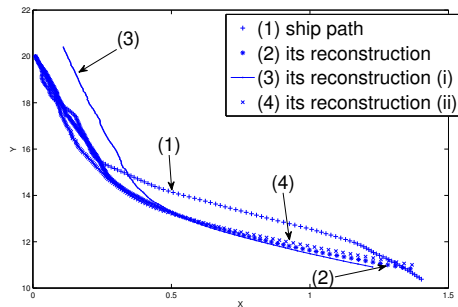 (1) ship path
(2) its reconstruction
(3) its reconstruction (i)
(4) its reconstruction (ii)
(3)
(1)
(4)
(2)
20
18
16
14
12
10
Y
0
0.5
1
1.5
X